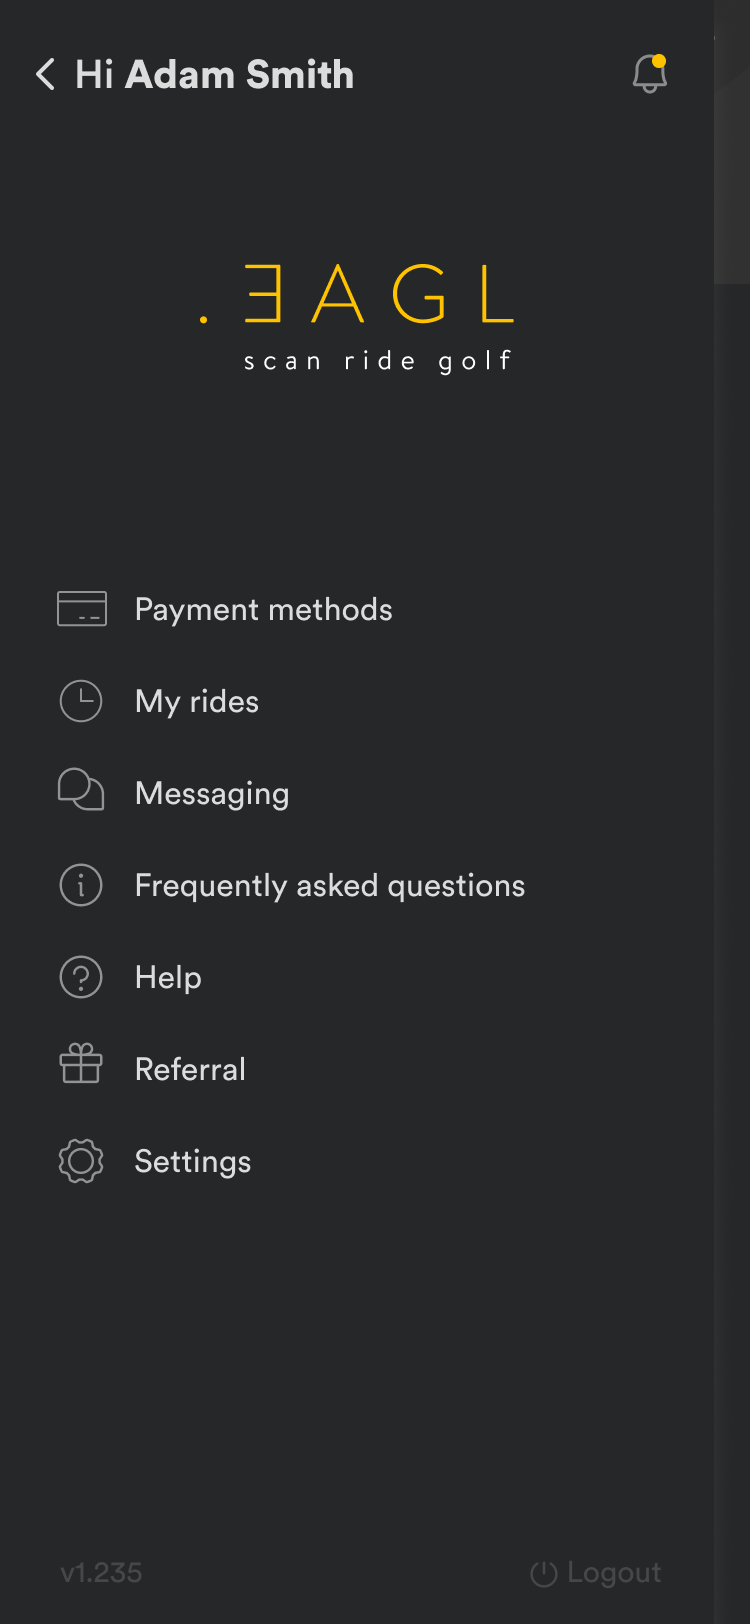 Hi Adam Smith
.ƎAGL
scan ride golf
Payment methods
My rides
Messaging
Frequently asked questions
Help
Referral
Settings
v1.235
Logout